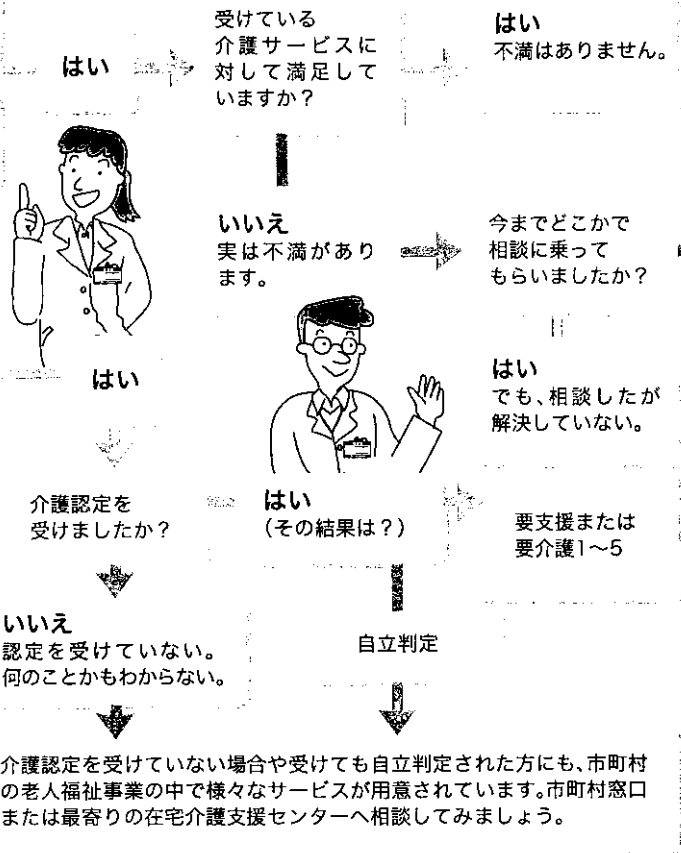 はい
受けている
介護サービスに
対して満足して
いますか？
はい
不満はありません。
いいえ
実は不満があり
ます。
今までどこかで
相談に乗って
もらいましたか？
はい
でも、相談したが
解決していない。
はい
介護認定を
受けましたか？
はい
（その結果は？）
要支援または
要介護1〜5
いいえ
認定を受けていない。
何のことかもわからない。
自立判定
介護認定を受けていない場合や受けても自立判定された方にも、市町村
の老人福祉事業の中で様々なサービスが用意されています。市町村窓口
または最寄りの在宅介護支援センターへ相談してみましょう。